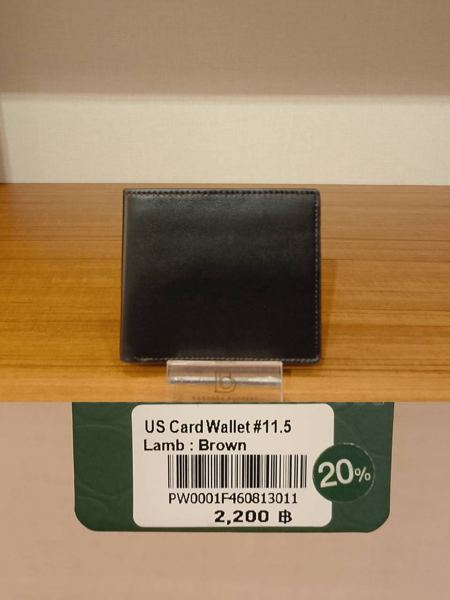 b
US Card Wallet #11.5
Lamb : Brown
20%
PW0001F460813011
2,200 ฿